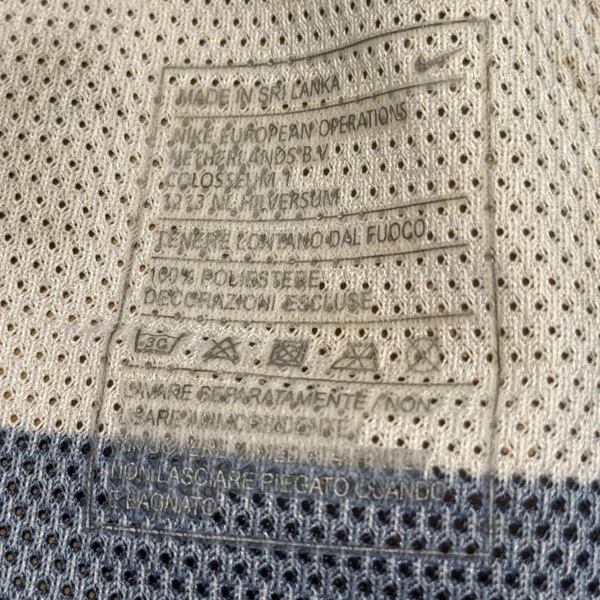 MADE IN SRI LANKA
NIKE EUROPEAN OPERATIONS
NETHERLANDS B.V.
COLOSSEUM 1
1213 NL HILVERSUM
TENERE LONTANO DAL FUOCO
100% POLIESTERE
DECORAZIONI ESCLUSE
30
LAVARE SEPARATAMENTE / NON
NON LASCIARE PIEGATO QUANDO
E BAGNATO